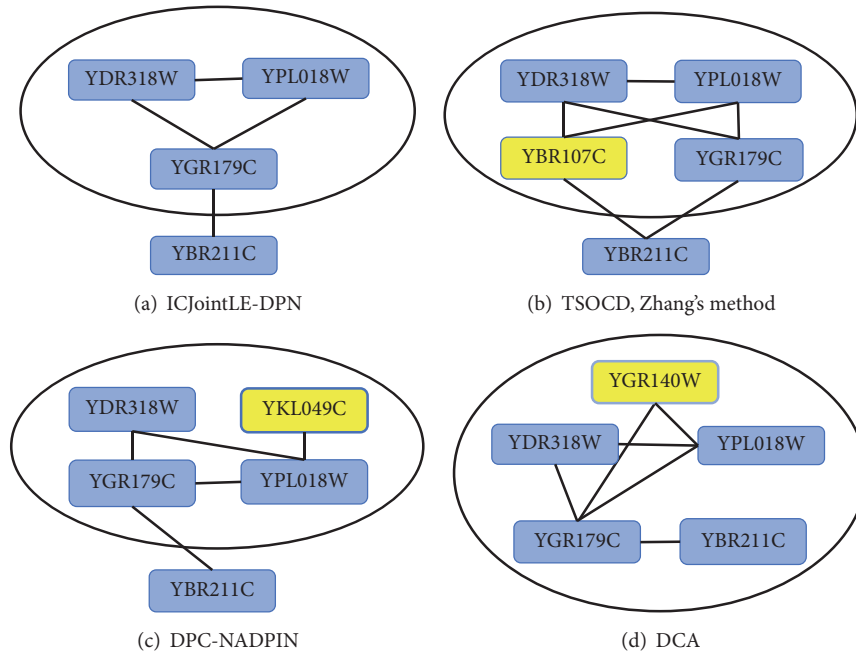 YDR318W
YPL018W
YGR179C
YBR211C
(a) ICJointLE-DPN
YDR318W
YPL018W
YBR107C
YGR179C
YBR211C
(b) TSOCD, Zhang's method
YDR318W
YKL049C
YGR179C
YPL018W
YBR211C
(c) DPC-NADPIN
YGR140W
YDR318W
YPL018W
YGR179C
YBR211C
(d) DCA